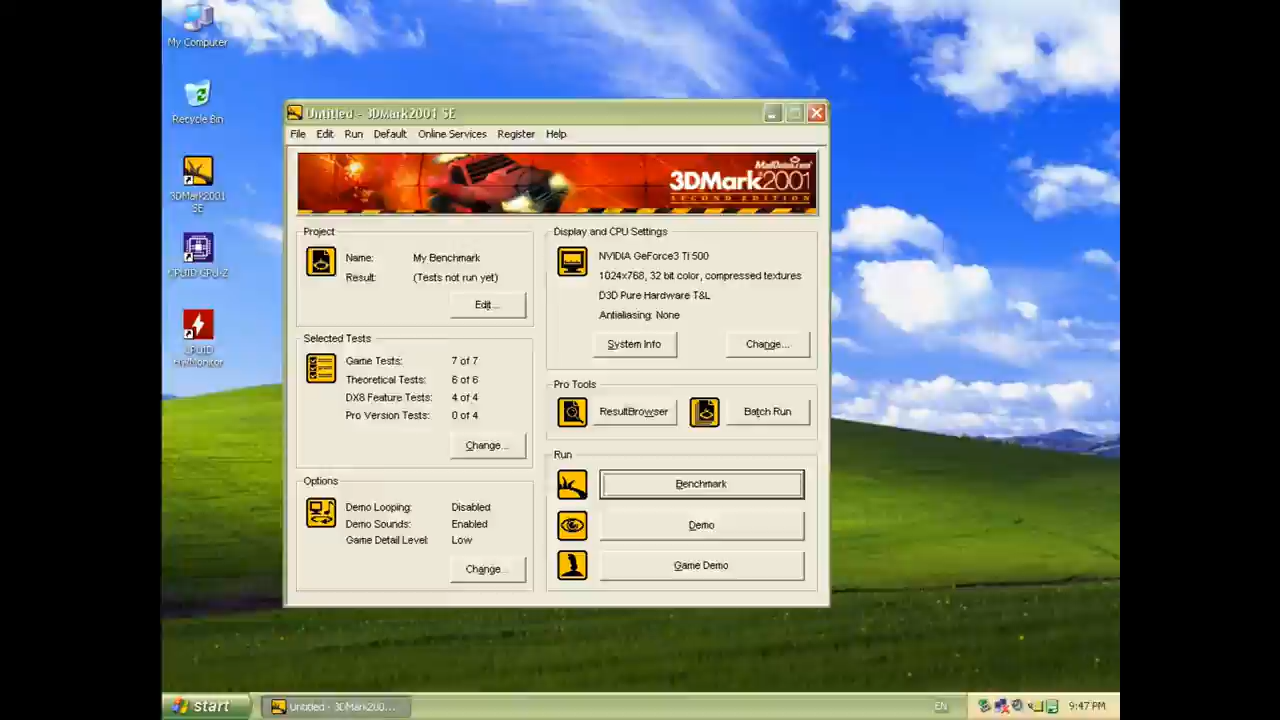 My Computer
Recycle Bin
3DMark2001
SE
CPUID CPU-Z
CPUID
HWMonitor
Untitled - 3DMark2001 SE
File Edit Run Default Online Services Register Help
MadOnion.com
3DMark2001
SECOND EDITION
Project
Name: My Benchmark
Result: (Tests not run yet)
Edit...
Selected Tests
Game Tests: 7 of 7
Theoretical Tests: 6 of 6
DX8 Feature Tests: 4 of 4
Pro Version Tests: 0 of 4
Change...
Options
Demo Looping: Disabled
Demo Sounds: Enabled
Game Detail Level: Low
Change...
Display and CPU Settings
NVIDIA GeForce3 Ti 500
1024x768, 32 bit color, compressed textures
D3D Pure Hardware T&L
Antialiasing: None
System Info Change...
Pro Tools
ResultBrowser Batch Run
Run
Benchmark
Demo
Game Demo
start
Untitled - 3DMark200...
EN
9:47 PM